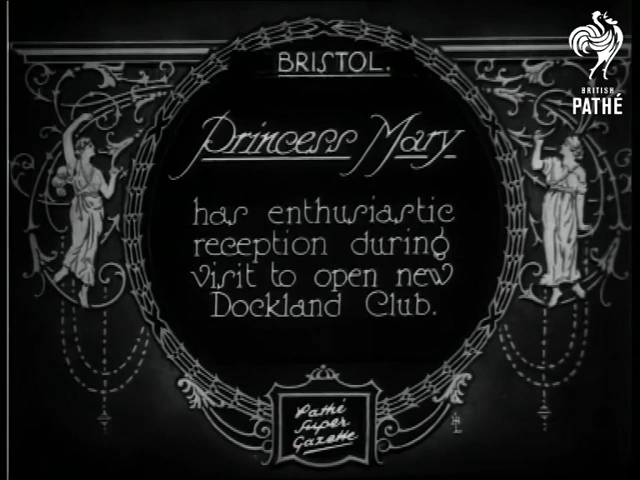 BRISTOL.
BRITISH
PATHÉ
Princess Mary
has enthusiastic
reception during
visit to open new
Dockland Club.
Pathé
Super
Gazette